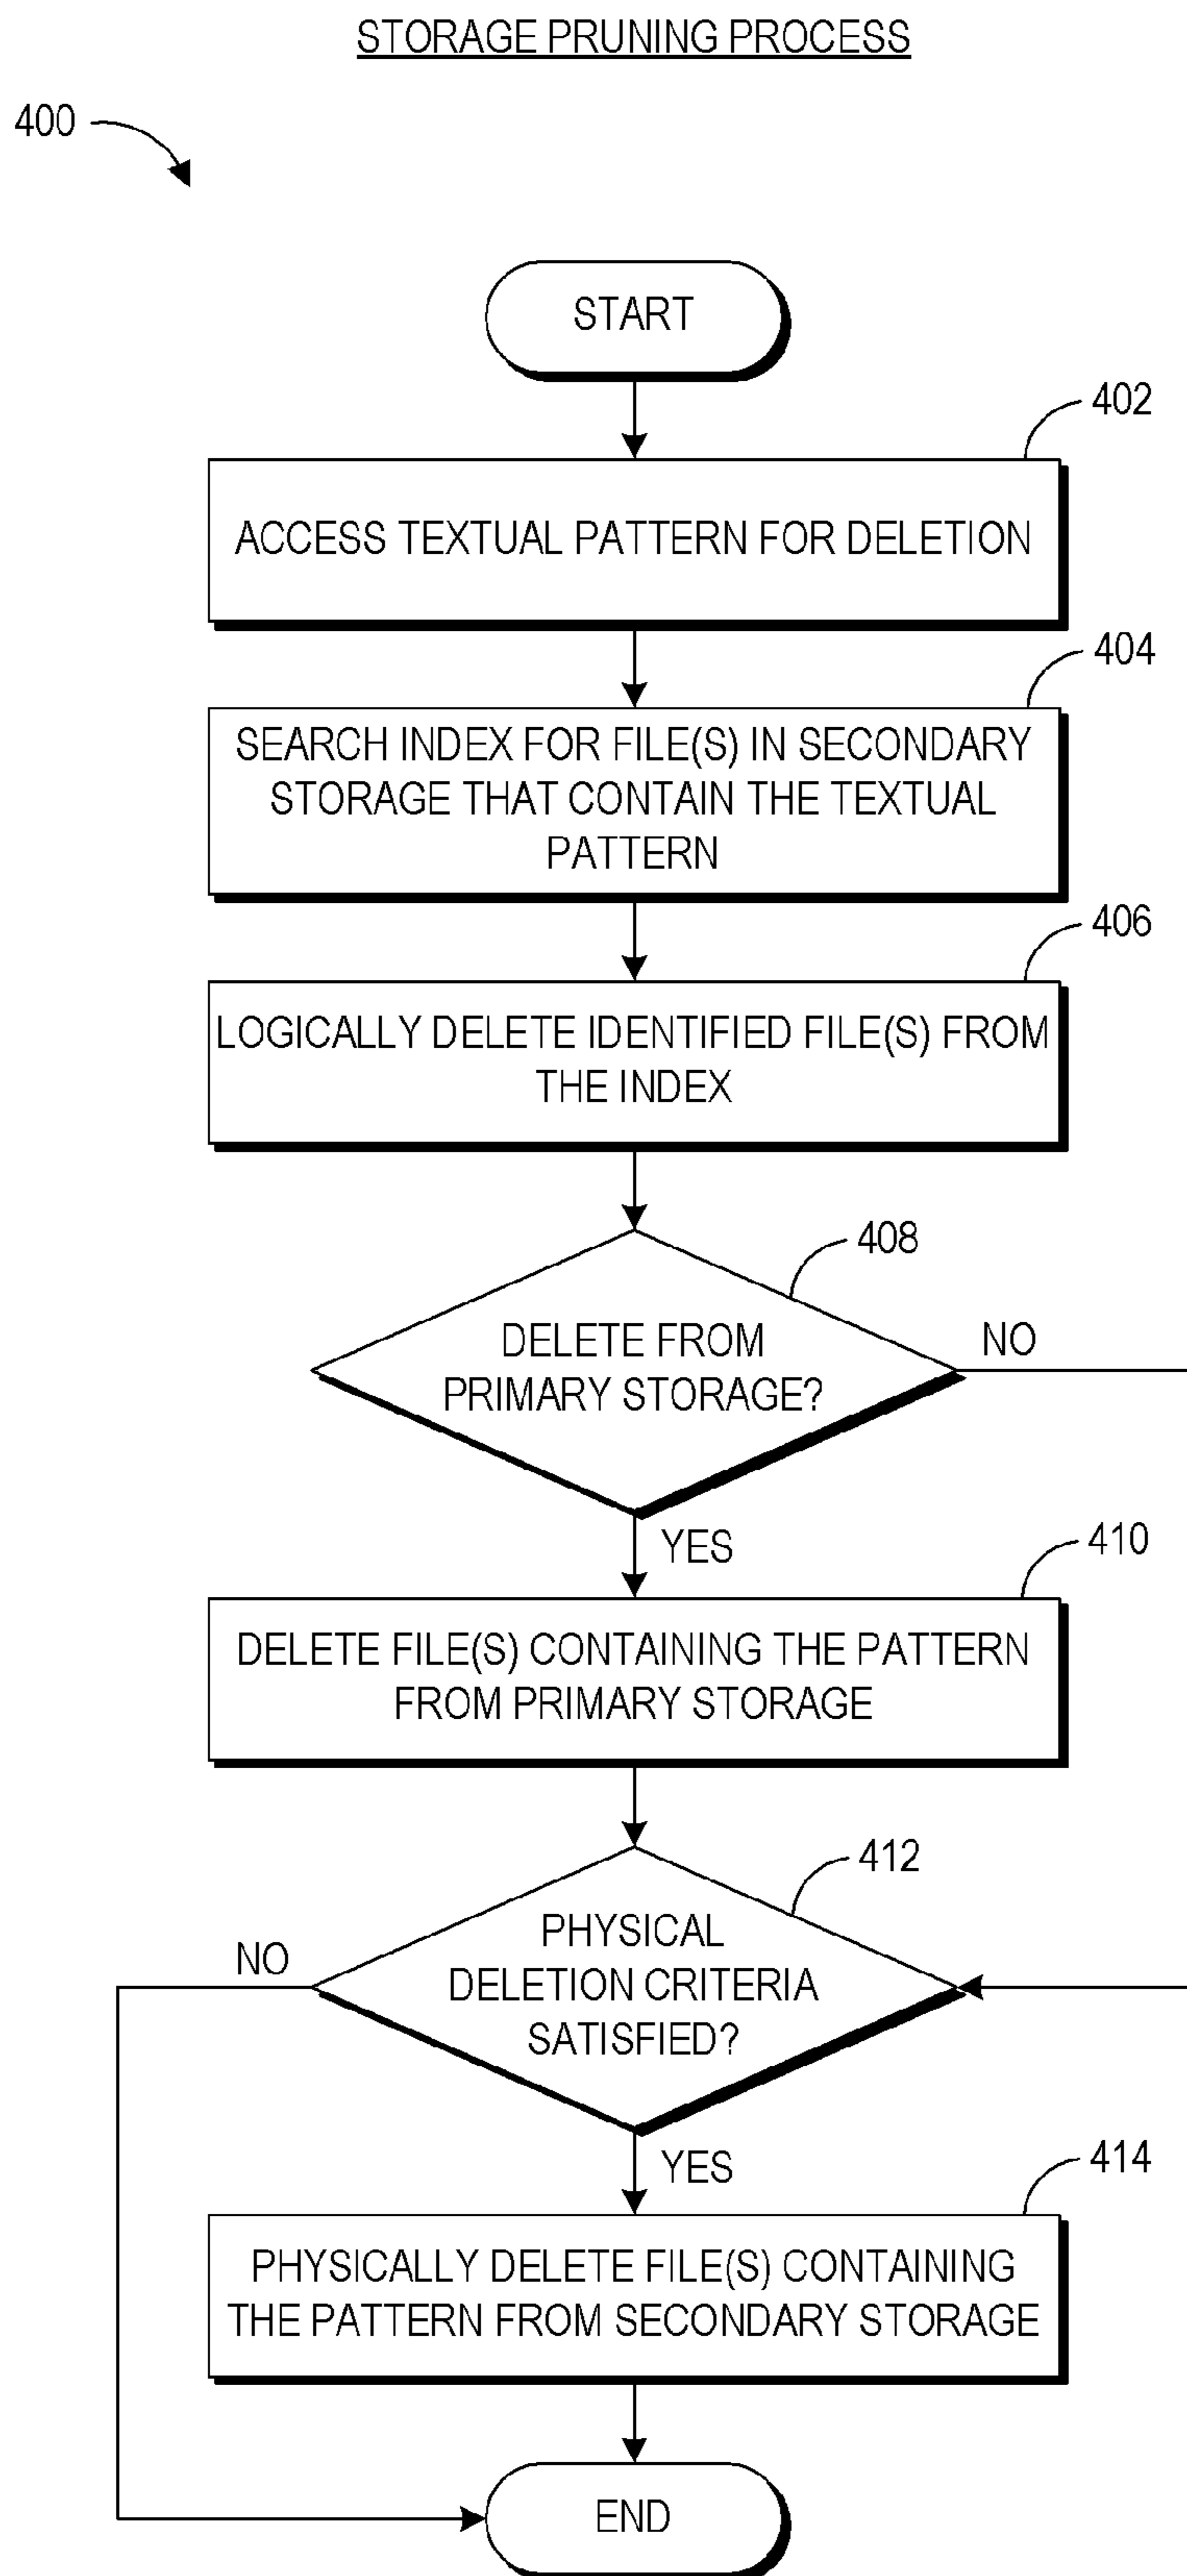 STORAGE PRUNING PROCESS
400
START
402
ACCESS TEXTUAL PATTERN FOR DELETION
404
SEARCH INDEX FOR FILE(S) IN SECONDARY
STORAGE THAT CONTAIN THE TEXTUAL
PATTERN
406
LOGICALLY DELETE IDENTIFIED FILE(S) FROM
THE INDEX
408
DELETE FROM
PRIMARY STORAGE?
NO
YES
410
DELETE FILE(S) CONTAINING THE PATTERN
FROM PRIMARY STORAGE
412
PHYSICAL
DELETION CRITERIA
SATISFIED?
NO
YES
414
PHYSICALLY DELETE FILE(S) CONTAINING
THE PATTERN FROM SECONDARY STORAGE
END